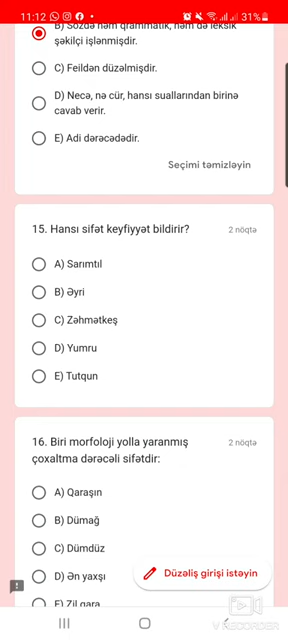 11:12
31%
B) Sözdə həm qrammatik, həm də leksik
şəkilçi işlənmişdir.
C) Feildən düzəlmişdir.
D) Necə, nə cür, hansı suallarından birinə
cavab verir.
E) Adi dərəcədədir.
Seçimi təmizləyin
15. Hansı sifət keyfiyyət bildirir?
2 nöqtə
A) Sarımtıl
B) Əyri
C) Zəhmətkeş
D) Yumru
E) Tutqun
16. Biri morfoloji yolla yaranmış
çoxaltma dərəcəli sifətdir:
2 nöqtə
A) Qaraşın
B) Dümağ
C) Dümdüz
D) Ən yaxşı
Düzəliş girişi istəyin
E) Zil qara
VRECORDER